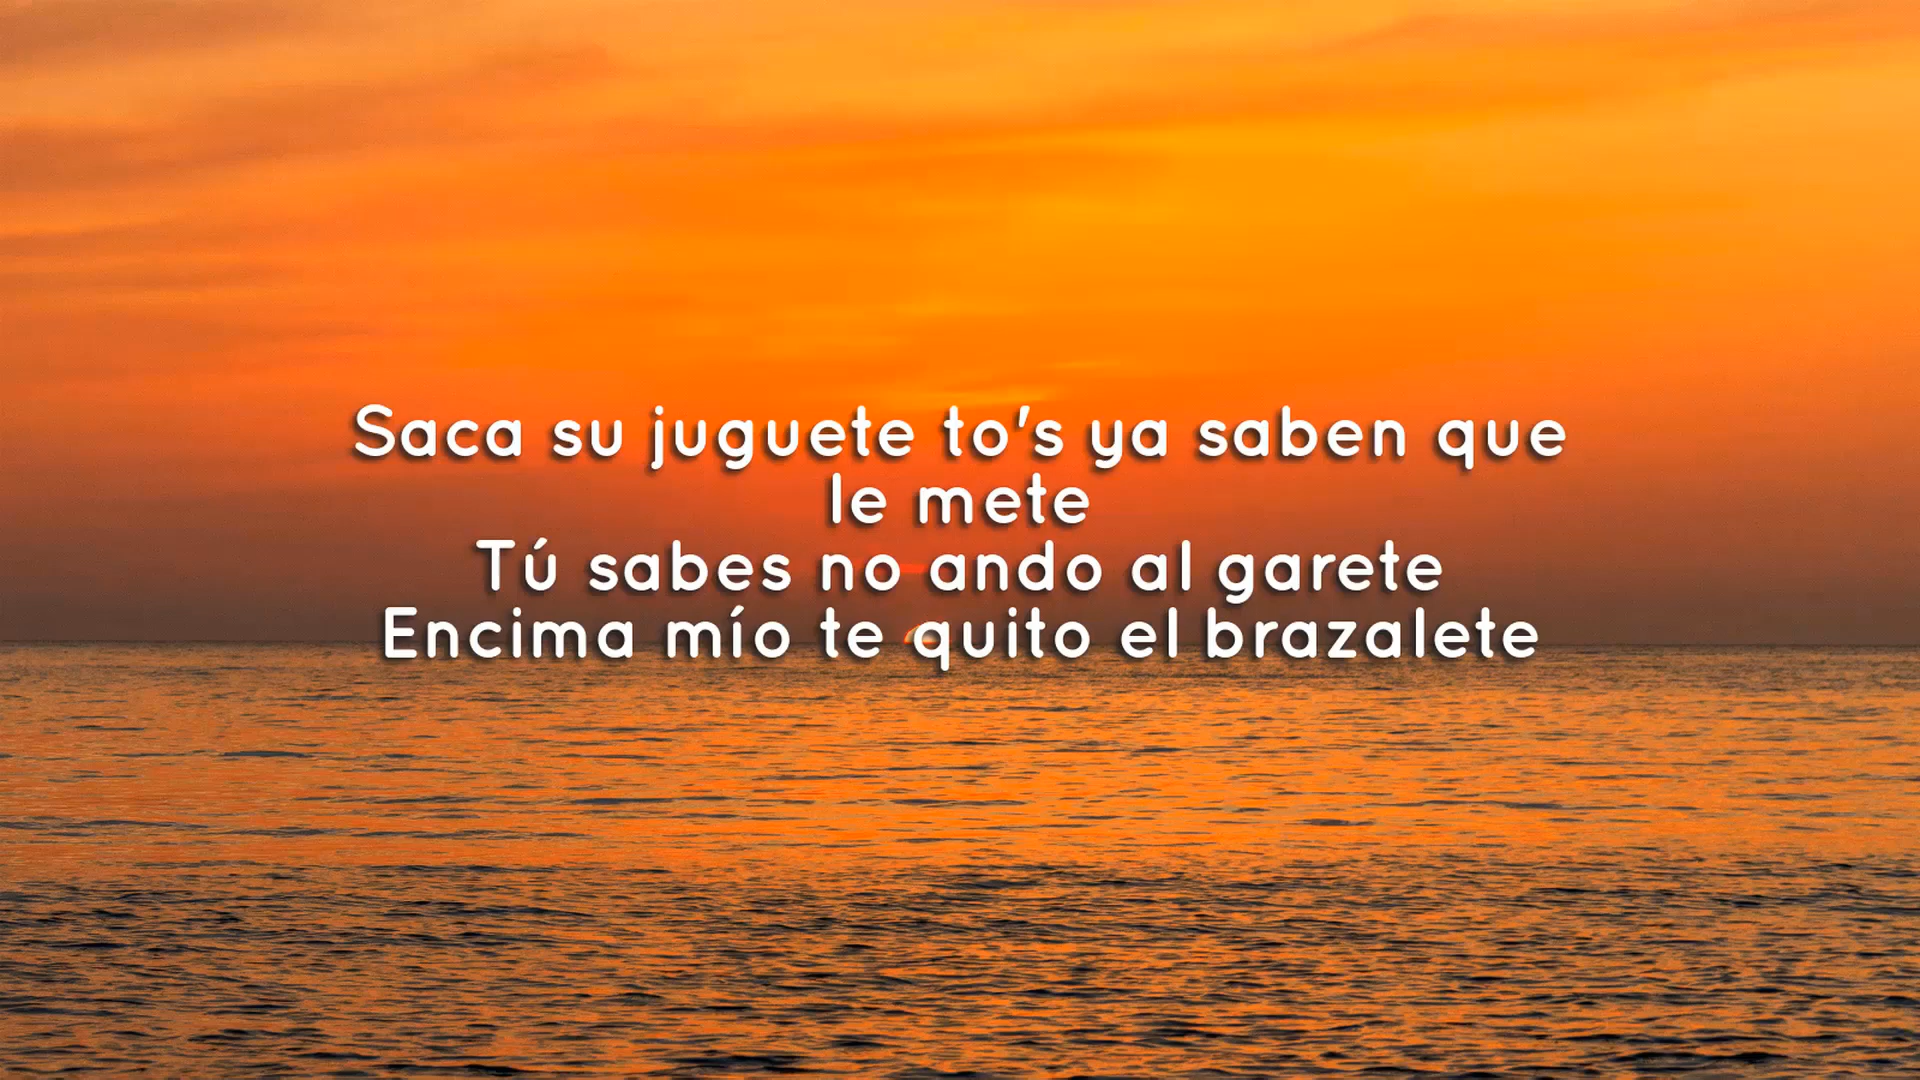 Saca su juguete to's ya saben que
le mete
Tú sabes no ando al garete
Encima mío te quito el brazalete